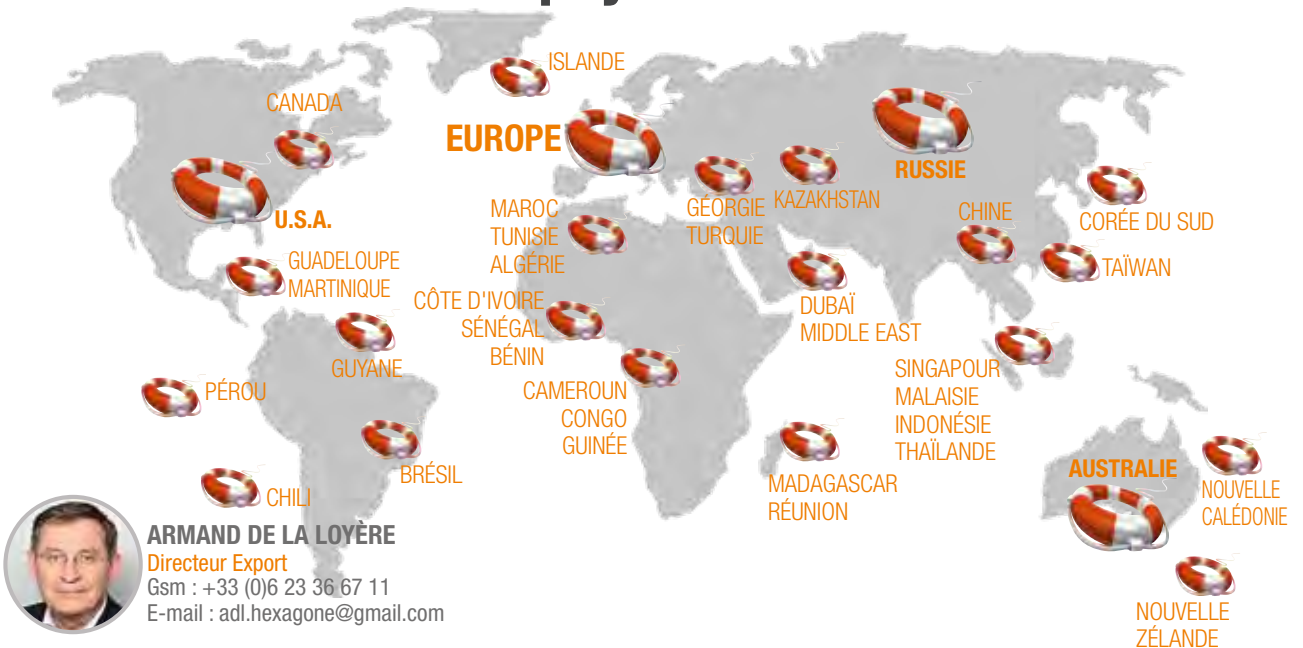 ISLANDE
CANADA
EUROPE
RUSSIE
U.S.A.
MAROC
TUNISIE
ALGÉRIE
GÉORGIE
TURQUIE
KAZAKHSTAN
CHINE
CORÉE DU SUD
TAÏWAN
GUADELOUPE
MARTINIQUE
CÔTE D'IVOIRE
SÉNÉGAL
BÉNIN
DUBAÏ
MIDDLE EAST
GUYANE
PÉROU
CAMEROUN
CONGO
GUINÉE
SINGAPOUR
MALAISIE
INDONÉSIE
THAÏLANDE
BRÉSIL
MADAGASCAR
RÉUNION
AUSTRALIE
NOUVELLE
CALÉDONIE
CHILI
NOUVELLE
ZÉLANDE
ARMAND DE LA LOYÈRE
Directeur Export
Gsm : +33 (0)6 23 36 67 11
E-mail : adl.hexagone@gmail.com